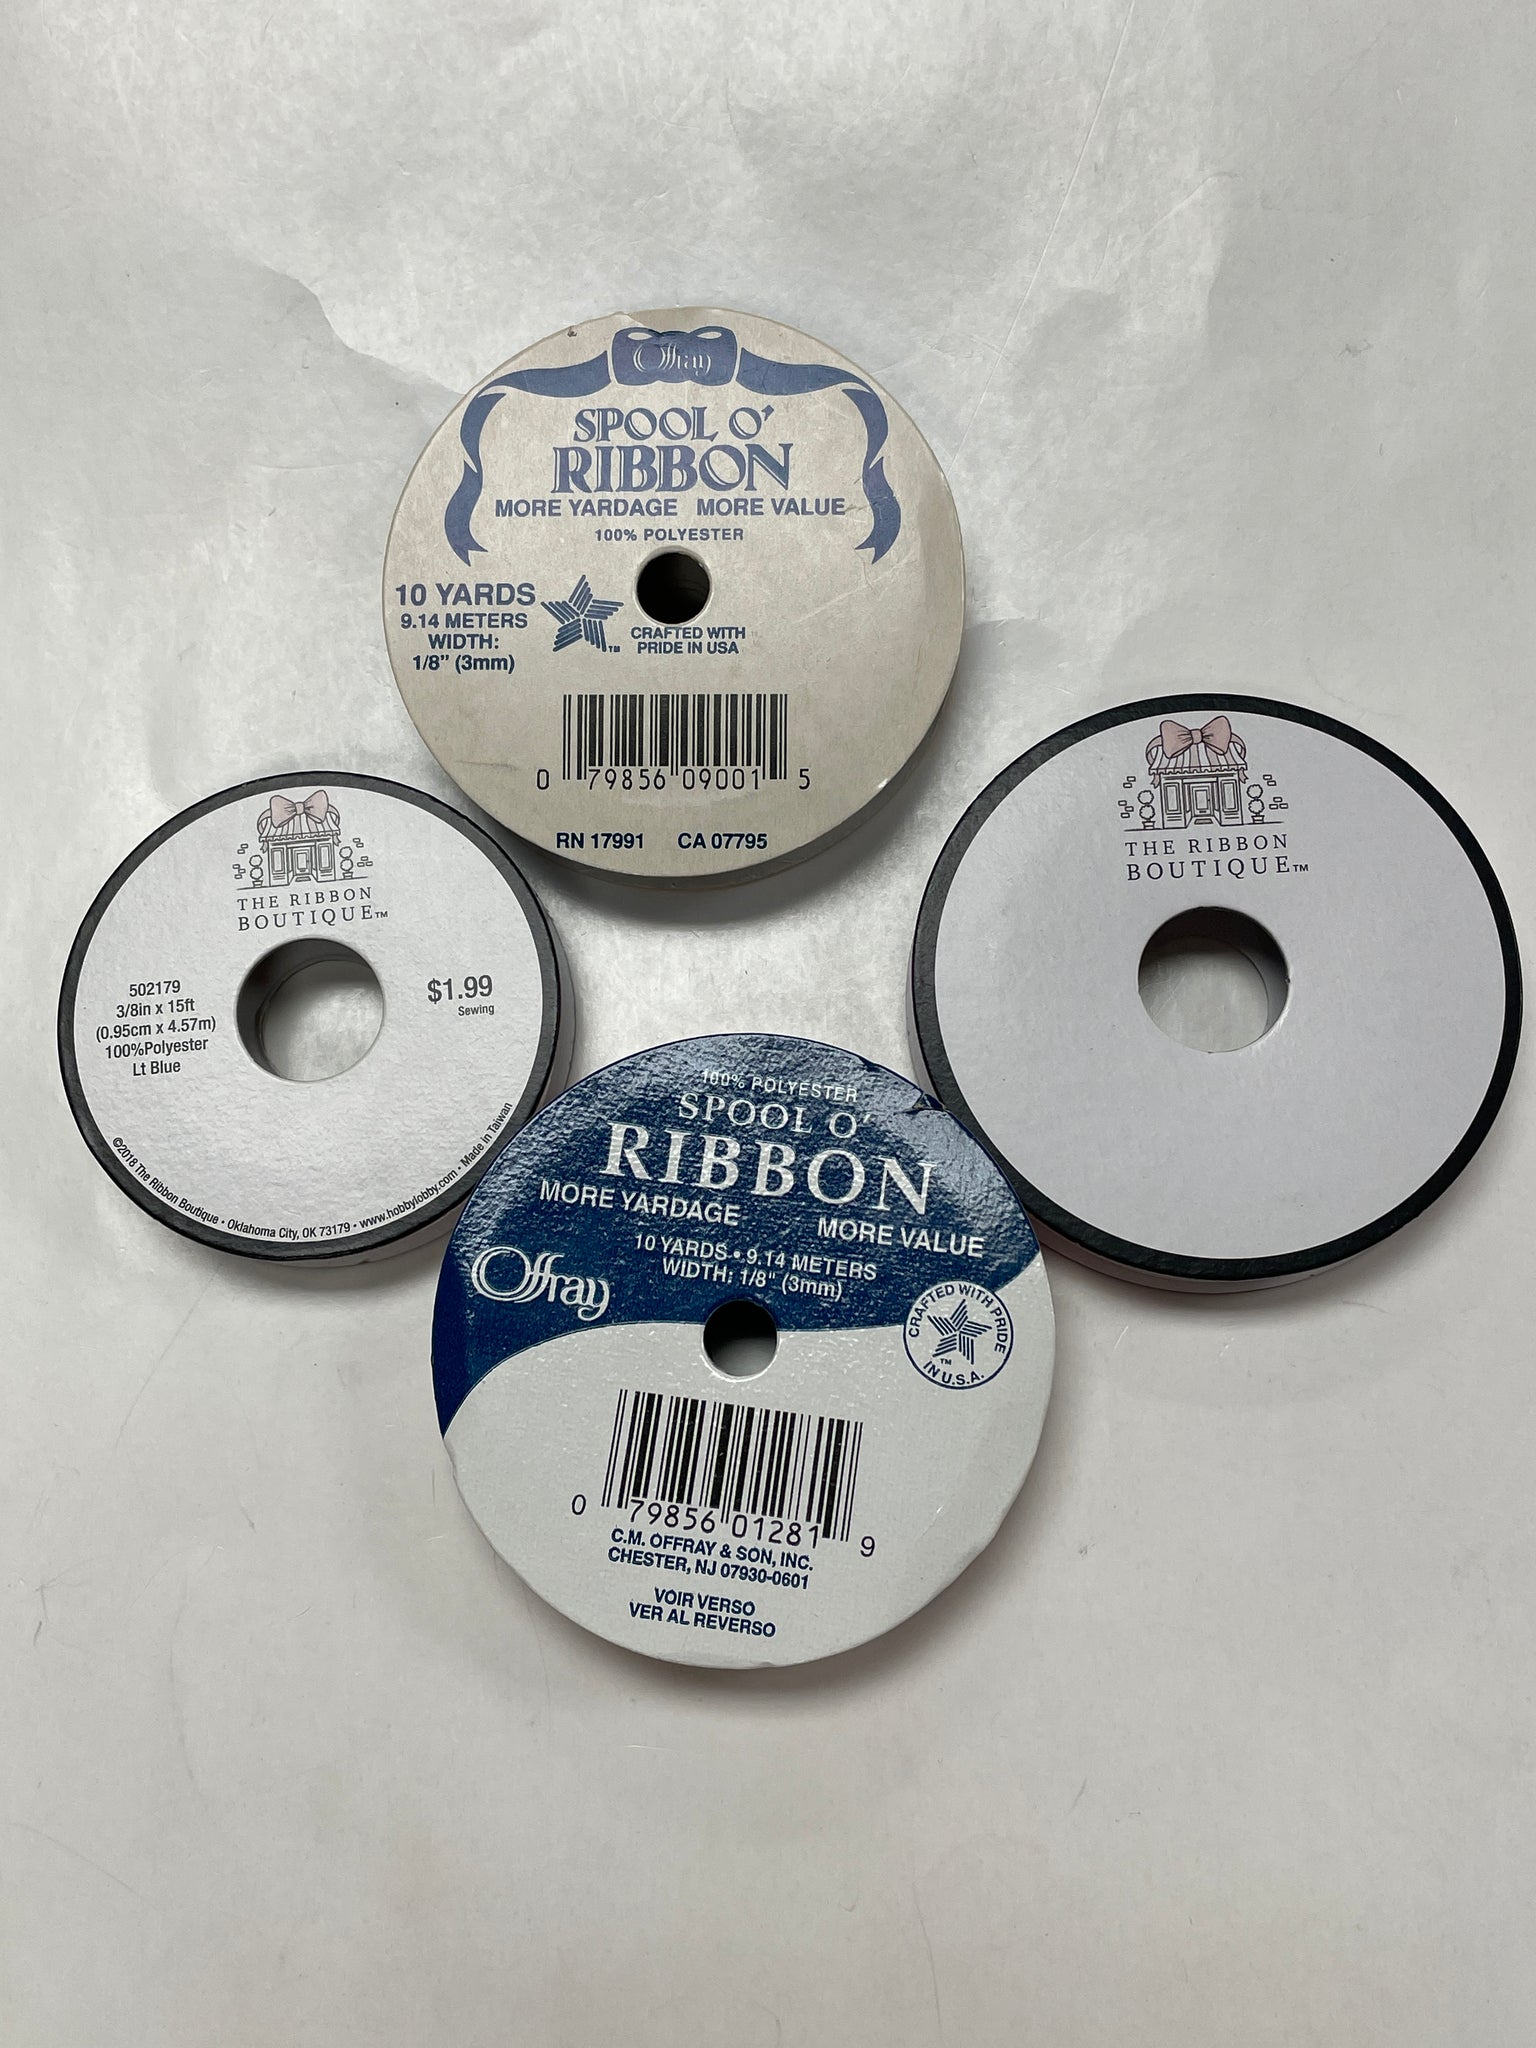 Offray
SPOOL O'
RIBBON
MORE YARDAGE MORE VALUE
100% POLYESTER
10 YARDS
9.14 METERS
WIDTH:
1/8" (3mm)
TM
CRAFTED WITH
PRIDE IN USA
0 79856 09001 5
RN 17991 CA 07795
THE RIBBON
BOUTIQUE™
502179
3/8in x 15ft
(0.95cm x 4.57m)
100%Polyester
Lt Blue
$1.99
Sewing
©2018 The Ribbon Boutique • Oklahoma City, OK 73179 • www.hobbylobby.com • Made in Taiwan
THE RIBBON
BOUTIQUE™
100% POLYESTER
SPOOL O'
RIBBON
MORE YARDAGE
MORE VALUE
10 YARDS • 9.14 METERS
WIDTH: 1/8" (3mm)
Offray
CRAFTED WITH PRIDE
TM
IN U.S.A.
0 79856 01281 9
C.M. OFFRAY & SON, INC.
CHESTER, NJ 07930-0601
VOIR VERSO
VER AL REVERSO